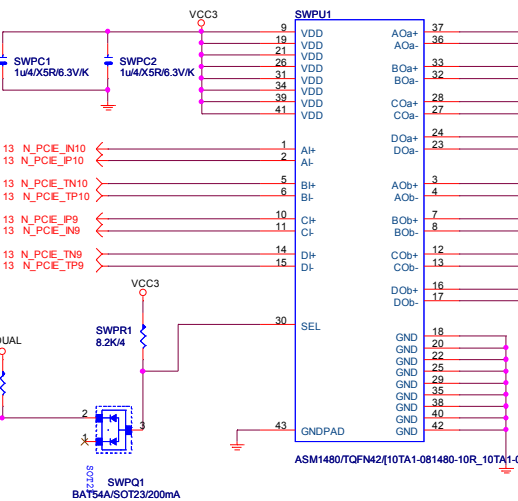 VCC3
SWPU1
SWPC1
1u/4/X5R/6.3V/K
SWPC2
1u/4/X5R/6.3V/K
9 VDD
19 VDD
21 VDD
26 VDD
31 VDD
34 VDD
39 VDD
41 VDD
AOa+ 37
AOa- 36
BOa+ 33
BOa- 32
COa+ 28
COa- 27
DOa+ 24
DOa- 23
13 N_PCIE_IN10 1 AI+
13 N_PCIE_IP10 2 AI-
13 N_PCIE_TN10 5 BI+
13 N_PCIE_TP10 6 BI-
13 N_PCIE_IP9 10 CI+
13 N_PCIE_IN9 11 CI-
13 N_PCIE_TN9 14 DI+
13 N_PCIE_TP9 15 DI-
AOb+ 3
AOb- 4
BOb+ 7
BOb- 8
COb+ 12
COb- 13
DOb+ 16
DOb- 17
VCC3
SWPR1
8.2K/4
30 SEL
DUAL
GND 18
GND 20
GND 22
GND 25
GND 29
GND 35
GND 38
GND 40
GND 42
2
3
1
43 GNDPAD
SWPQ1
BAT54A/SOT23/200mA
ASM1480/TQFN42/[10TA1-081480-10R_10TA1-0